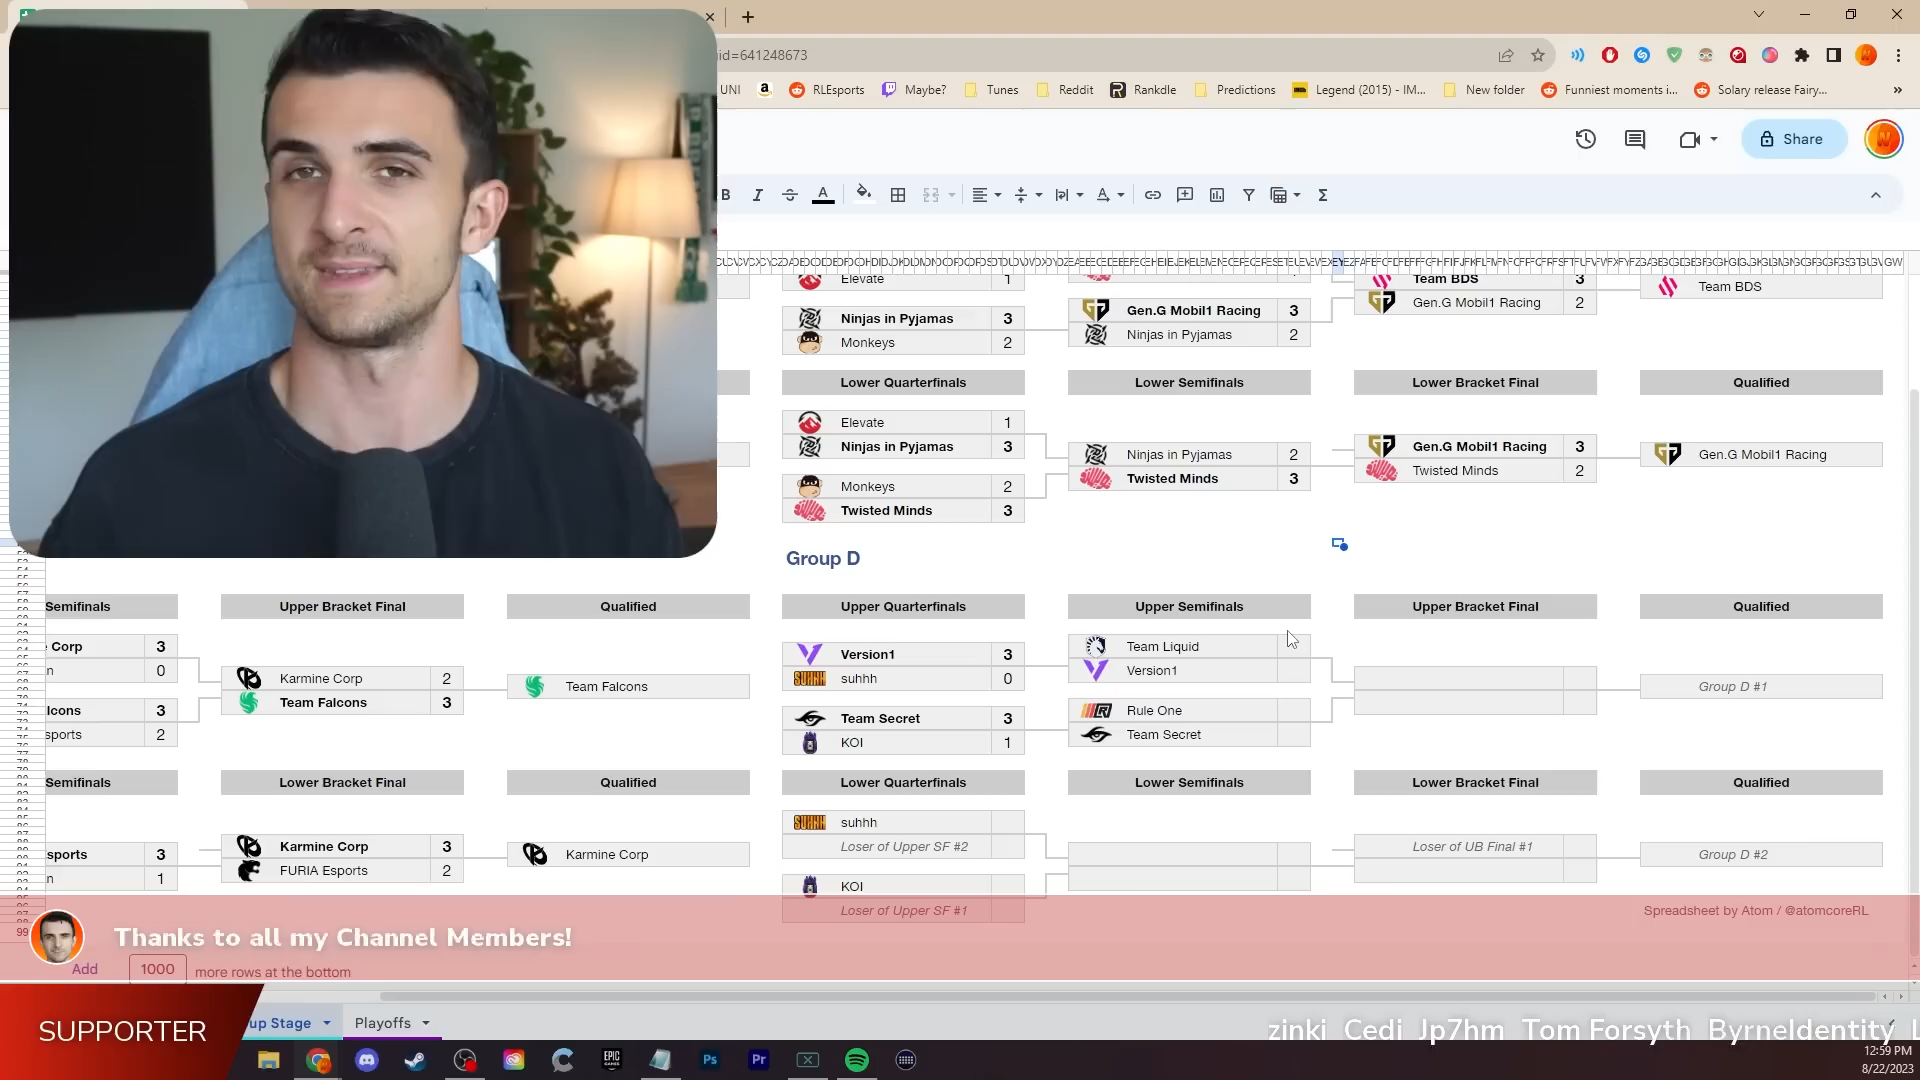 id=641248673
UNI RLEsports Maybe? Tunes Reddit Rankdle Predictions Legend (2015) - IM... New folder Funniest moments i... Solary release Fairy... »
Share
Elevate 1
Ninjas in Pyjamas 3
Monkeys 2
Gen.G Mobil1 Racing 3
Ninjas in Pyjamas 2
Team BDS 3
Gen.G Mobil1 Racing 2
Team BDS
Lower Quarterfinals Lower Semifinals Lower Bracket Final Qualified
Elevate 1
Ninjas in Pyjamas 3
Monkeys 2
Twisted Minds 3
Ninjas in Pyjamas 2
Twisted Minds 3
Gen.G Mobil1 Racing 3
Twisted Minds 2
Gen.G Mobil1 Racing
Group D
Semifinals Upper Bracket Final Qualified Upper Quarterfinals Upper Semifinals Upper Bracket Final Qualified
Corp 3
n 0
lcons 3
sports 2
Karmine Corp 2
Team Falcons 3
Team Falcons
Version1 3
suhhh 0
Team Secret 3
KOI 1
Team Liquid
Version1
Rule One
Team Secret
Group D #1
Semifinals Lower Bracket Final Qualified Lower Quarterfinals Lower Semifinals Lower Bracket Final Qualified
sports 3
n 1
Karmine Corp 3
FURIA Esports 2
Karmine Corp
suhhh
Loser of Upper SF #2
KOI
Loser of Upper SF #1
Loser of UB Final #1
Group D #2
Spreadsheet by Atom / @atomcoreRL
99
Thanks to all my Channel Members!
Add 1000 more rows at the bottom
SUPPORTER
up Stage Playoffs
zinki Cedi Jp7hm Tom Forsyth ByrneIdentity
12:59 PM
8/22/2023